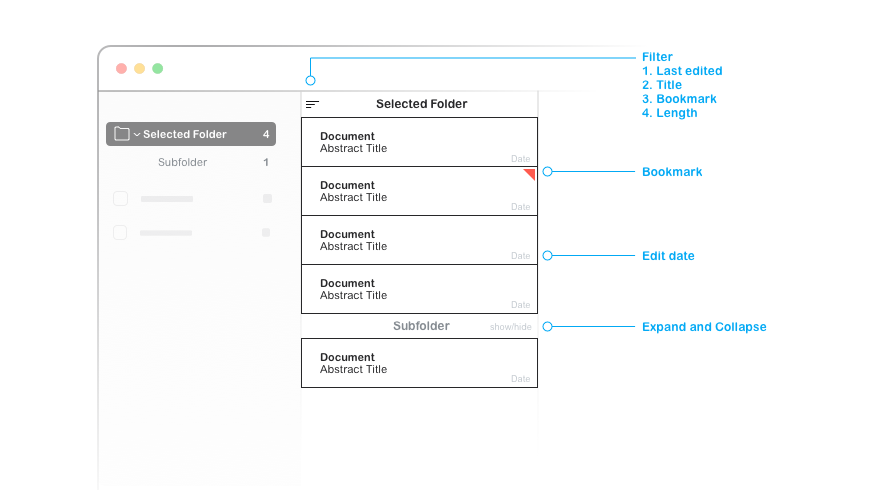 Filter
1. Last edited
2. Title
3. Bookmark
4. Length
Selected Folder
Selected Folder 4
Subfolder 1
Document
Abstract Title
Date
Bookmark
Document
Abstract Title
Date
Document
Abstract Title
Date
Edit date
Document
Abstract Title
Date
Subfolder show/hide
Expand and Collapse
Document
Abstract Title
Date